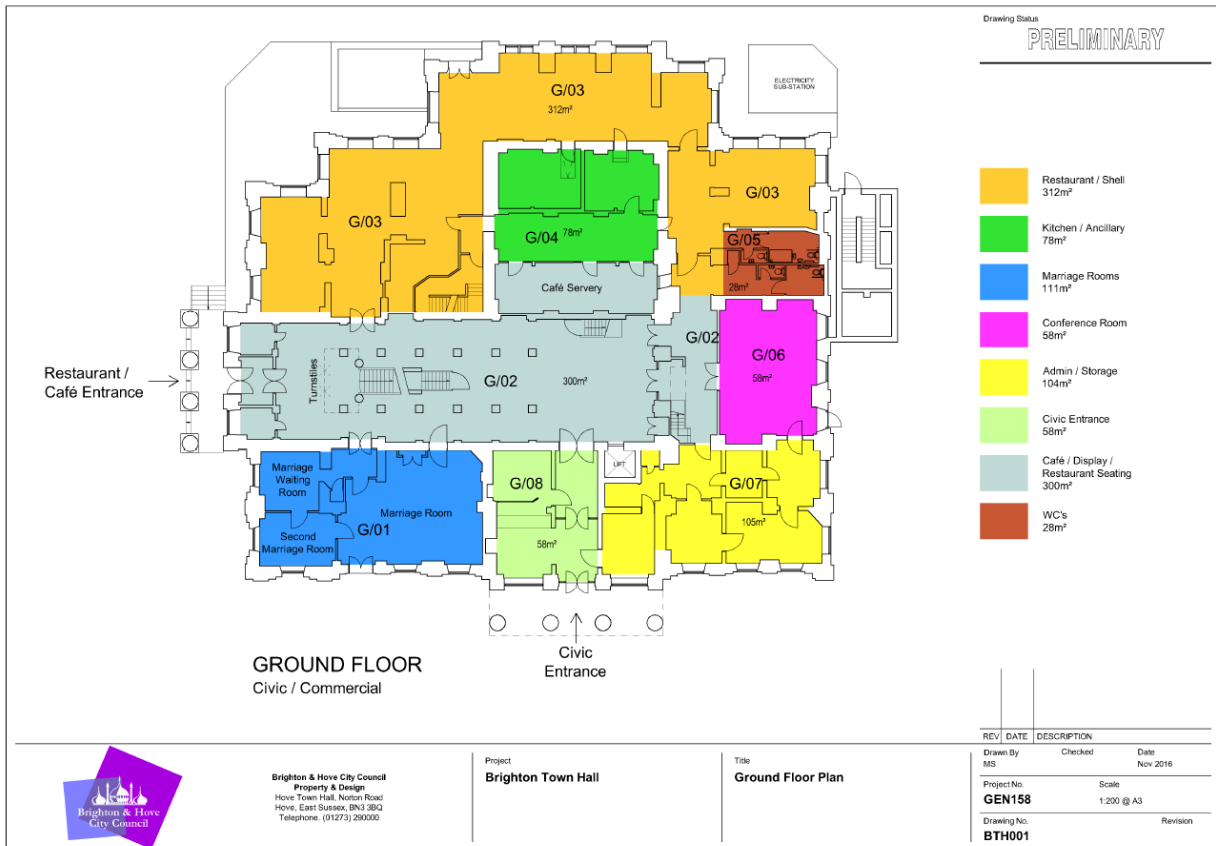 Drawing Status
PRELIMINARY
ELECTRICITY
SUB-STATION
G/03
312m²
G/03
G/03
G/04
78m²
G/05
28m²
Café Servery
G/02
G/02
300m²
Turnstiles
G/06
58m²
Restaurant /
Café Entrance
Marriage
Waiting
Room
Marriage Room
Second
Marriage Room
G/01
G/08
58m²
LIFT
G/07
105m²
Civic
Entrance
GROUND FLOOR
Civic / Commercial
Restaurant / Shell
312m²
Kitchen / Ancillary
78m²
Marriage Rooms
111m²
Conference Room
58m²
Admin / Storage
104m²
Civic Entrance
58m²
Café / Display /
Restaurant Seating
300m²
WC's
28m²
REV DATE DESCRIPTION
Drawn By Checked Date
MS Nov 2016
Project No. Scale
GEN158 1:200 @ A3
Drawing No. Revision
BTH001
Brighton & Hove
City Council
Brighton & Hove City Council
Property & Design
Hove Town Hall, Norton Road
Hove, East Sussex, BN3 3BQ
Telephone. (01273) 290000
Project
Brighton Town Hall
Title
Ground Floor Plan